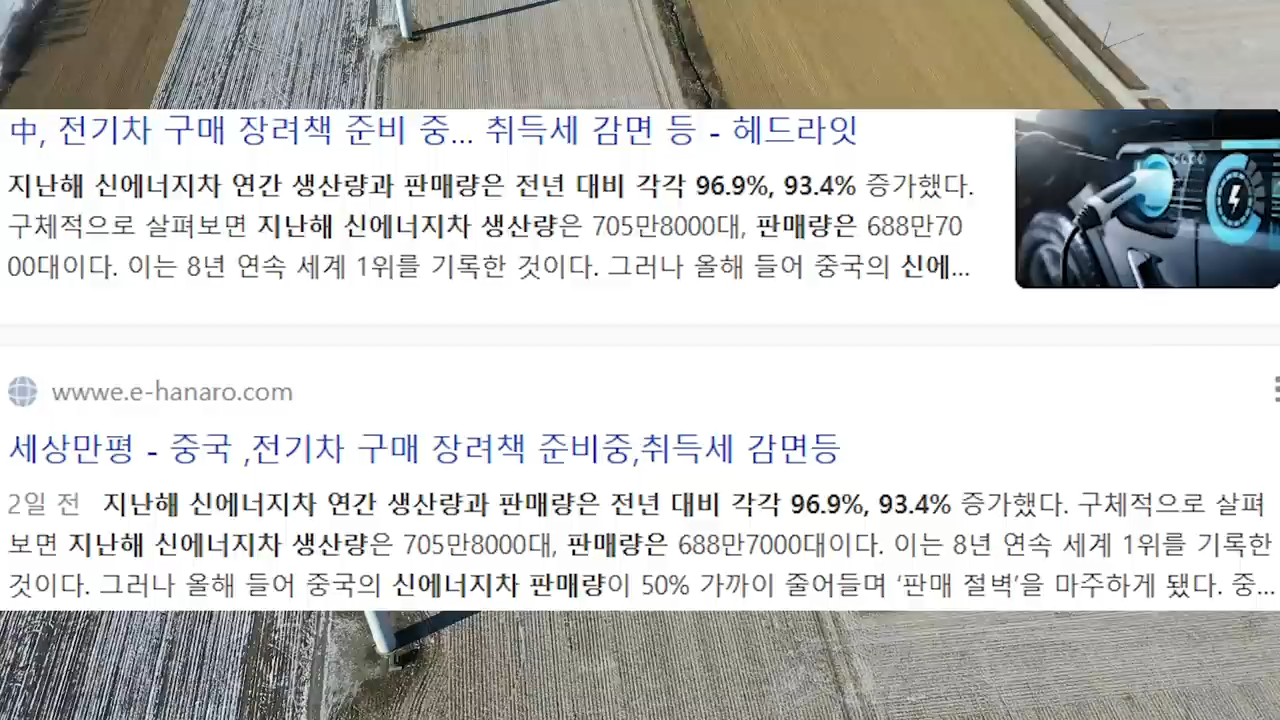 中, 전기차 구매 장려책 준비 중... 취득세 감면 등 - 헤드라잇
지난해 신에너지차 연간 생산량과 판매량은 전년 대비 각각 96.9%, 93.4% 증가했다.
구체적으로 살펴보면 지난해 신에너지차 생산량은 705만8000대, 판매량은 688만70
00대이다. 이는 8년 연속 세계 1위를 기록한 것이다. 그러나 올해 들어 중국의 신에...
wwwe.e-hanaro.com
세상만평 - 중국 ,전기차 구매 장려책 준비중,취득세 감면등
2일 전 지난해 신에너지차 연간 생산량과 판매량은 전년 대비 각각 96.9%, 93.4% 증가했다. 구체적으로 살펴
보면 지난해 신에너지차 생산량은 705만8000대, 판매량은 688만7000대이다. 이는 8년 연속 세계 1위를 기록한
것이다. 그러나 올해 들어 중국의 신에너지차 판매량이 50% 가까이 줄어들며 ‘판매 절벽’을 마주하게 됐다. 중...